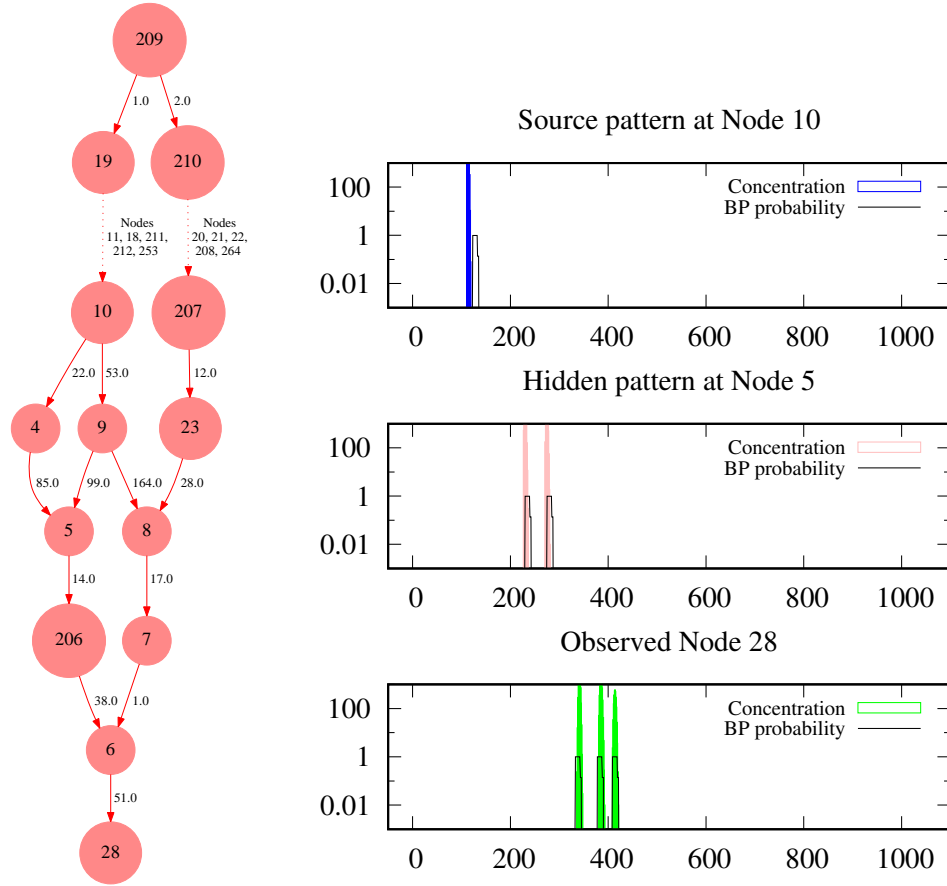 209
1.0
2.0
19
210
Nodes
11, 18, 211,
212, 253
Nodes
20, 21, 22,
208, 264
10
207
22.0
53.0
12.0
4
9
23
85.0
99.0
164.0
28.0
5
8
14.0
17.0
206
7
38.0
1.0
6
51.0
28
Source pattern at Node 10
100
1
0.01
Concentration
BP probability
0 200 400 600 800 1000
Hidden pattern at Node 5
100
1
0.01
Concentration
BP probability
0 200 400 600 800 1000
Observed Node 28
100
1
0.01
Concentration
BP probability
0 200 400 600 800 1000